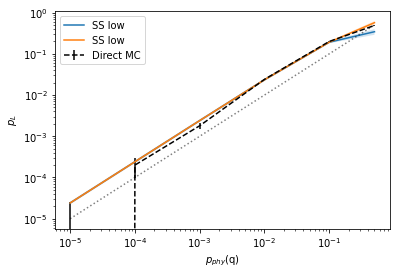 SS low
SS low
Direct MC
10⁰
10⁻¹
10⁻²
10⁻³
10⁻⁴
10⁻⁵
p_L
10⁻⁵ 10⁻⁴ 10⁻³ 10⁻² 10⁻¹
p_phy(q)